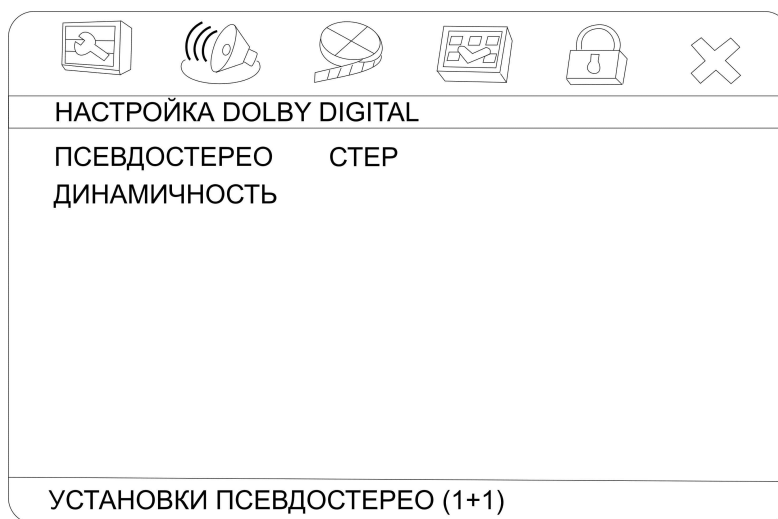 НАСТРОЙКА DOLBY DIGITAL
ПСЕВДОСТЕРЕО СТЕР
ДИНАМИЧНОСТЬ
УСТАНОВКИ ПСЕВДОСТЕРЕО (1+1)